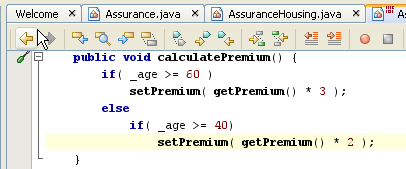 Welcome × Assurance.java × AssuranceHousing.java × A
public void calculatePremium() {
if( _age >= 60 )
setPremium( getPremium() * 3 );
else
if( _age >= 40)
setPremium( getPremium() * 2 );
}